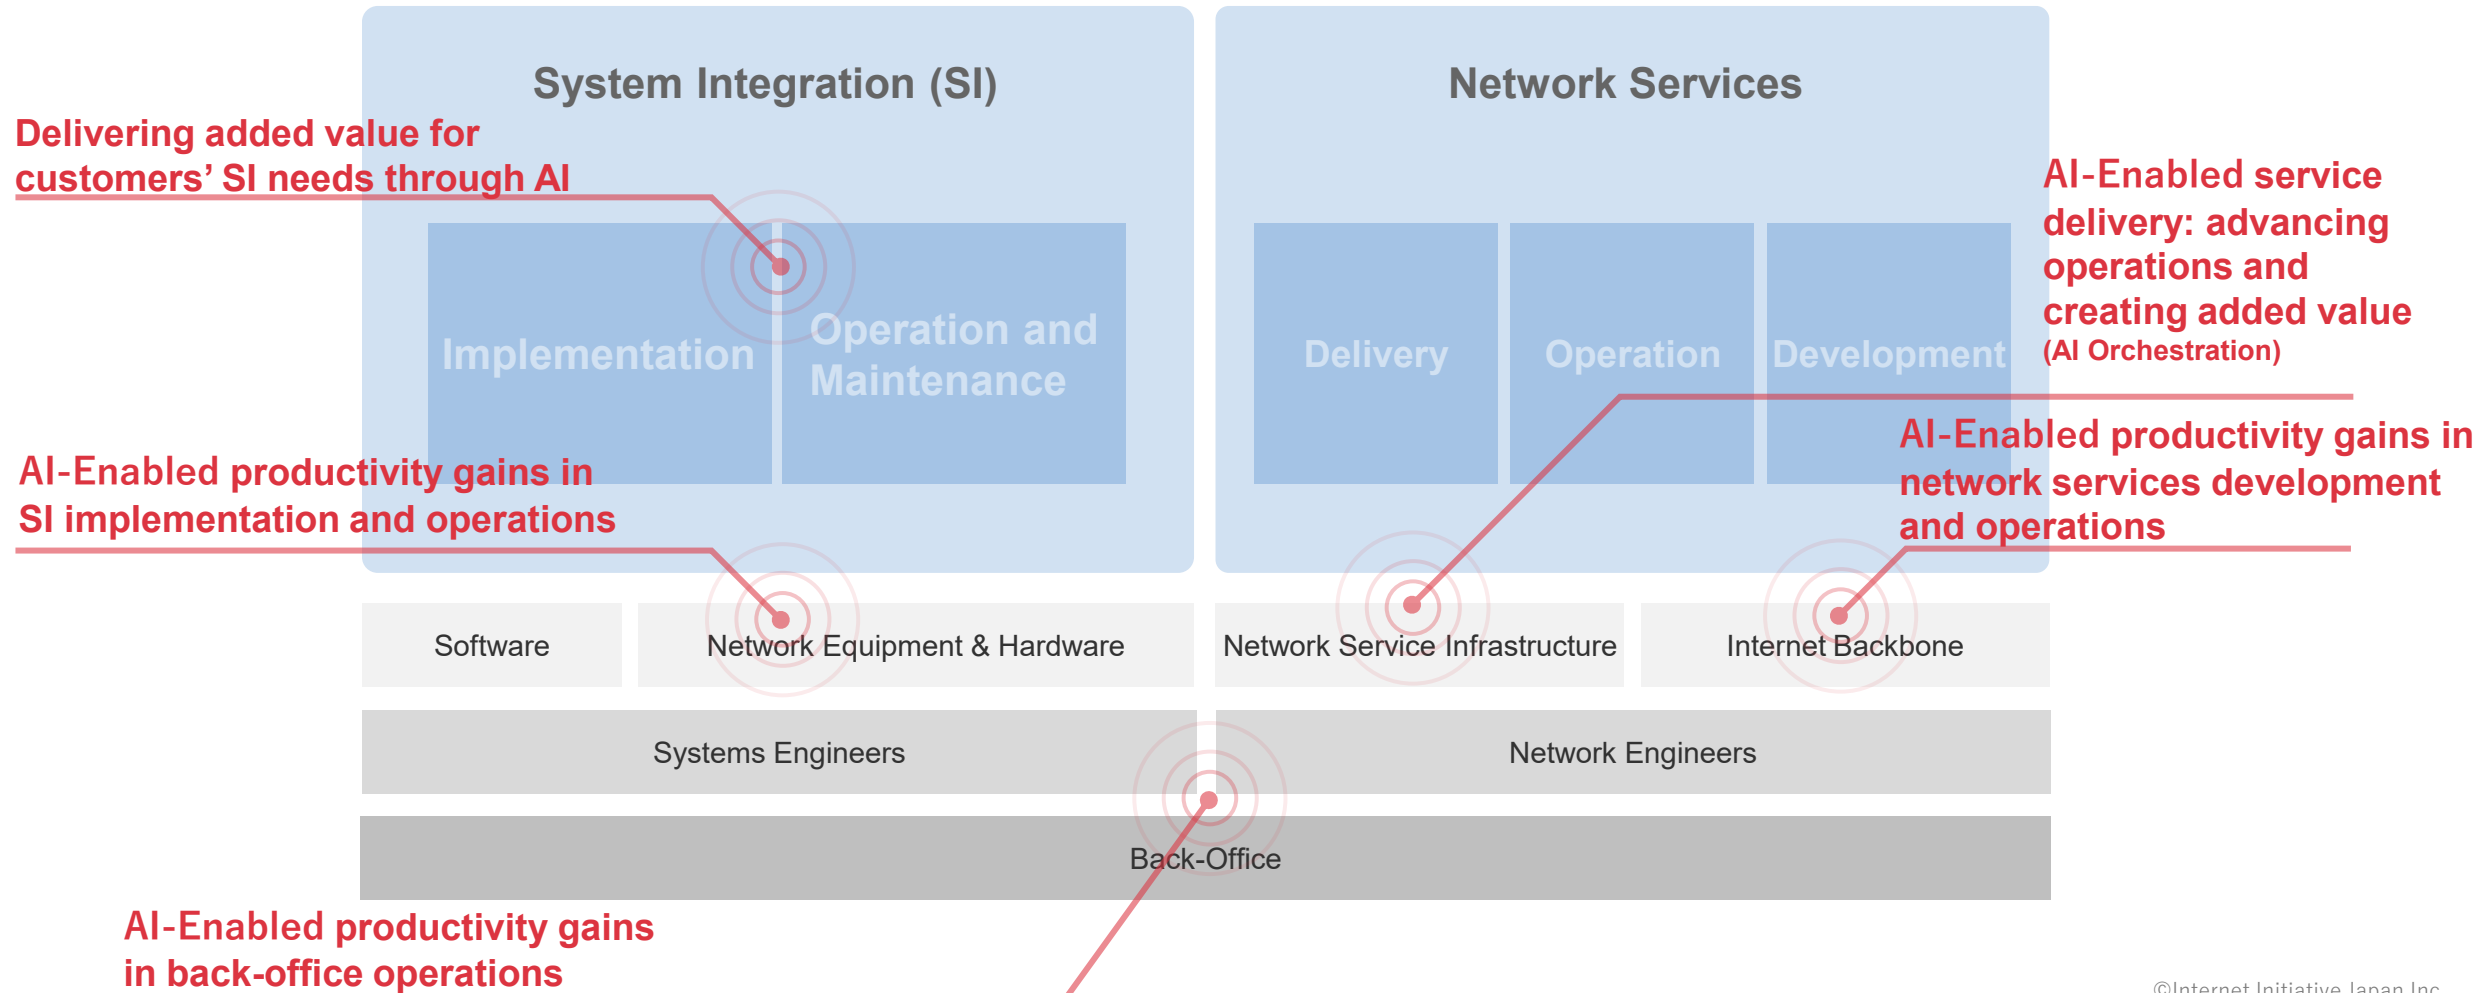 System Integration (SI)
Network Services
Delivering added value for
customers’ SI needs through AI
AI-Enabled service
delivery: advancing
operations and
creating added value
(AI Orchestration)
Implementation
Operation and
Maintenance
Delivery
Operation
Development
AI-Enabled productivity gains in
SI implementation and operations
AI-Enabled productivity gains in
network services development
and operations
Software
Network Equipment & Hardware
Network Service Infrastructure
Internet Backbone
Systems Engineers
Network Engineers
Back-Office
AI-Enabled productivity gains
in back-office operations
©Internet Initiative Japan Inc.